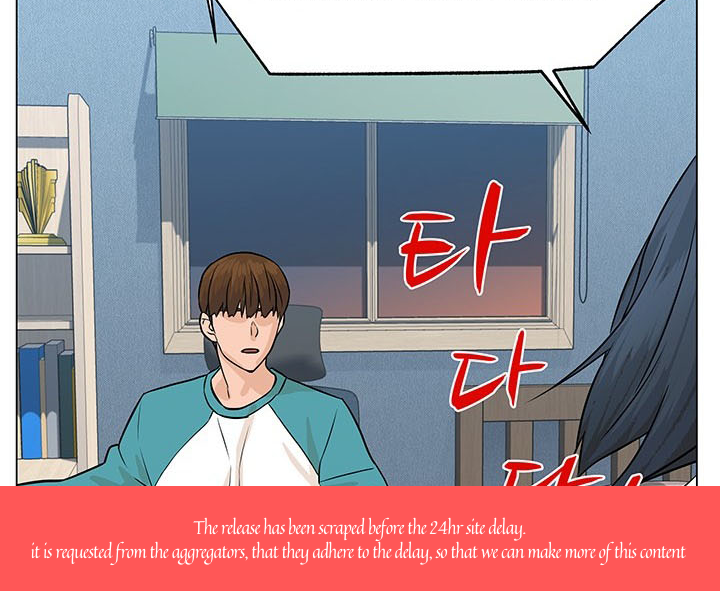 타
다
닥
The release has been scraped before the 24hr site delay.
it is requested from the aggregators, that they adhere to the delay, so that we can make more of this content